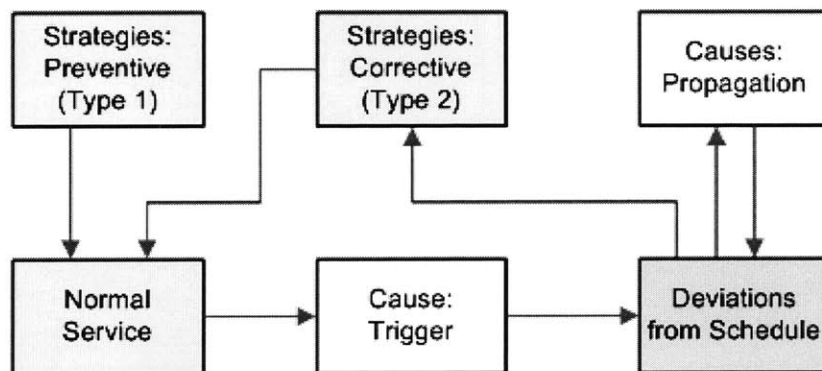 Strategies:
Preventive
(Type 1)
Strategies:
Corrective
(Type 2)
Causes:
Propagation
Normal
Service
Cause:
Trigger
Deviations
from Schedule